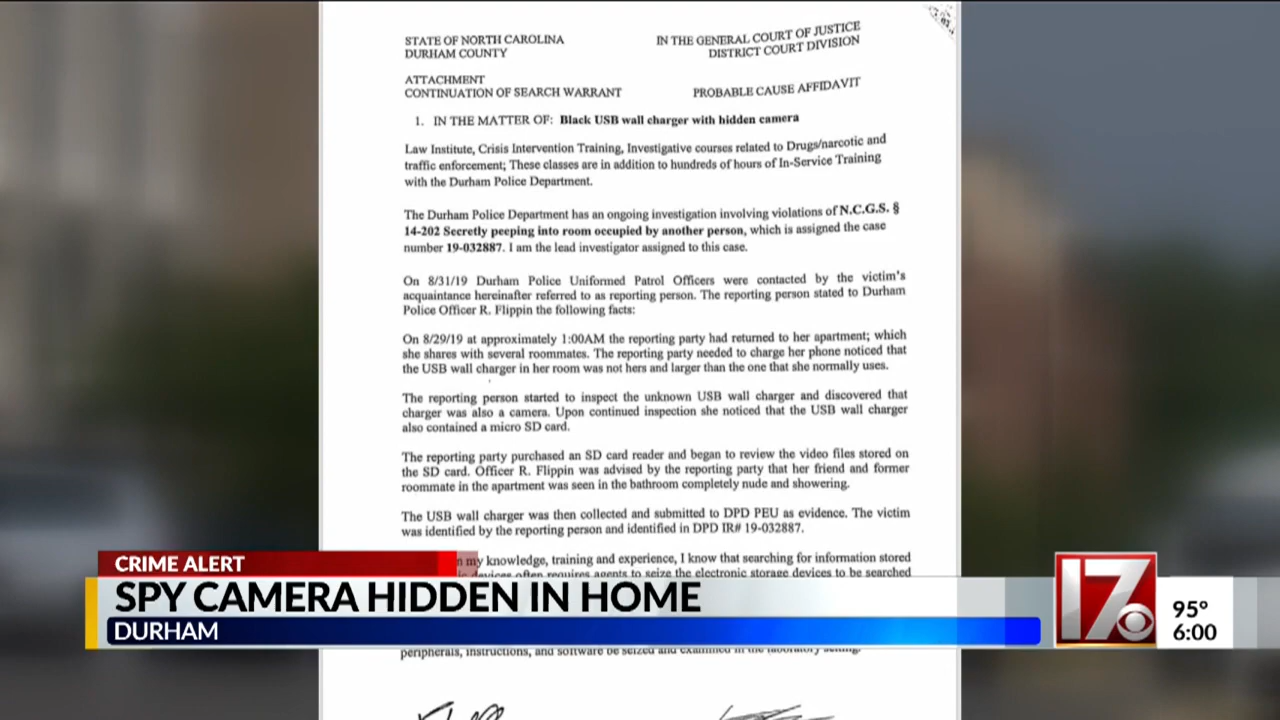 STATE OF NORTH CAROLINA
DURHAM COUNTY
IN THE GENERAL COURT OF JUSTICE
DISTRICT COURT DIVISION
ATTACHMENT
CONTINUATION OF SEARCH WARRANT
PROBABLE CAUSE AFFIDAVIT
1. IN THE MATTER OF: Black USB wall charger with hidden camera
Law Institute, Crisis Intervention Training, Investigative courses related to Drugs/narcotic and
traffic enforcement; These classes are in addition to hundreds of hours of In-Service Training
with the Durham Police Department.
The Durham Police Department has an ongoing investigation involving violations of N.C.G.S. §
14-202 Secretly peeping into room occupied by another person, which is assigned the case
number 19-032887. I am the lead investigator assigned to this case.
On 8/31/19 Durham Police Uniformed Patrol Officers were contacted by the victim's
acquaintance hereinafter referred to as reporting person. The reporting person stated to Durham
Police Officer R. Flippin the following facts:
On 8/29/19 at approximately 1:00AM the reporting party had returned to her apartment; which
she shares with several roommates. The reporting party needed to charge her phone noticed that
the USB wall charger in her room was not hers and larger than the one that she normally uses.
The reporting person started to inspect the unknown USB wall charger and discovered that
charger was also a camera. Upon continued inspection she noticed that the USB wall charger
also contained a micro SD card.
The reporting party purchased an SD card reader and began to review the video files stored on
the SD card. Officer R. Flippin was advised by the reporting party that her friend and former
roommate in the apartment was seen in the bathroom completely nude and showering.
The USB wall charger was then collected and submitted to DPD PEU as evidence. The victim
was identified by the reporting person and identified in DPD IR# 19-032887.
my knowledge, training and experience, I know that searching for information stored
devices often requires agents to seize the electronic storage devices to be searched
CRIME ALERT
SPY CAMERA HIDDEN IN HOME
DURHAM
17
95°
6:00
peripherals, instructions, and software be seized and examined in the laboratory setting.